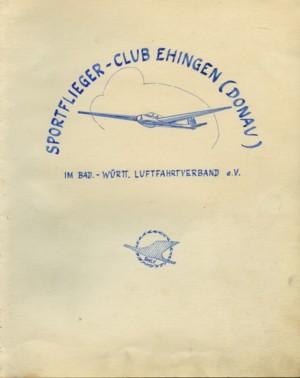 SPORTFLIEGER-CLUB EHINGEN (DONAU)
IM BAD.-WÜRTT. LUFTFAHRTVERBAND e.V.